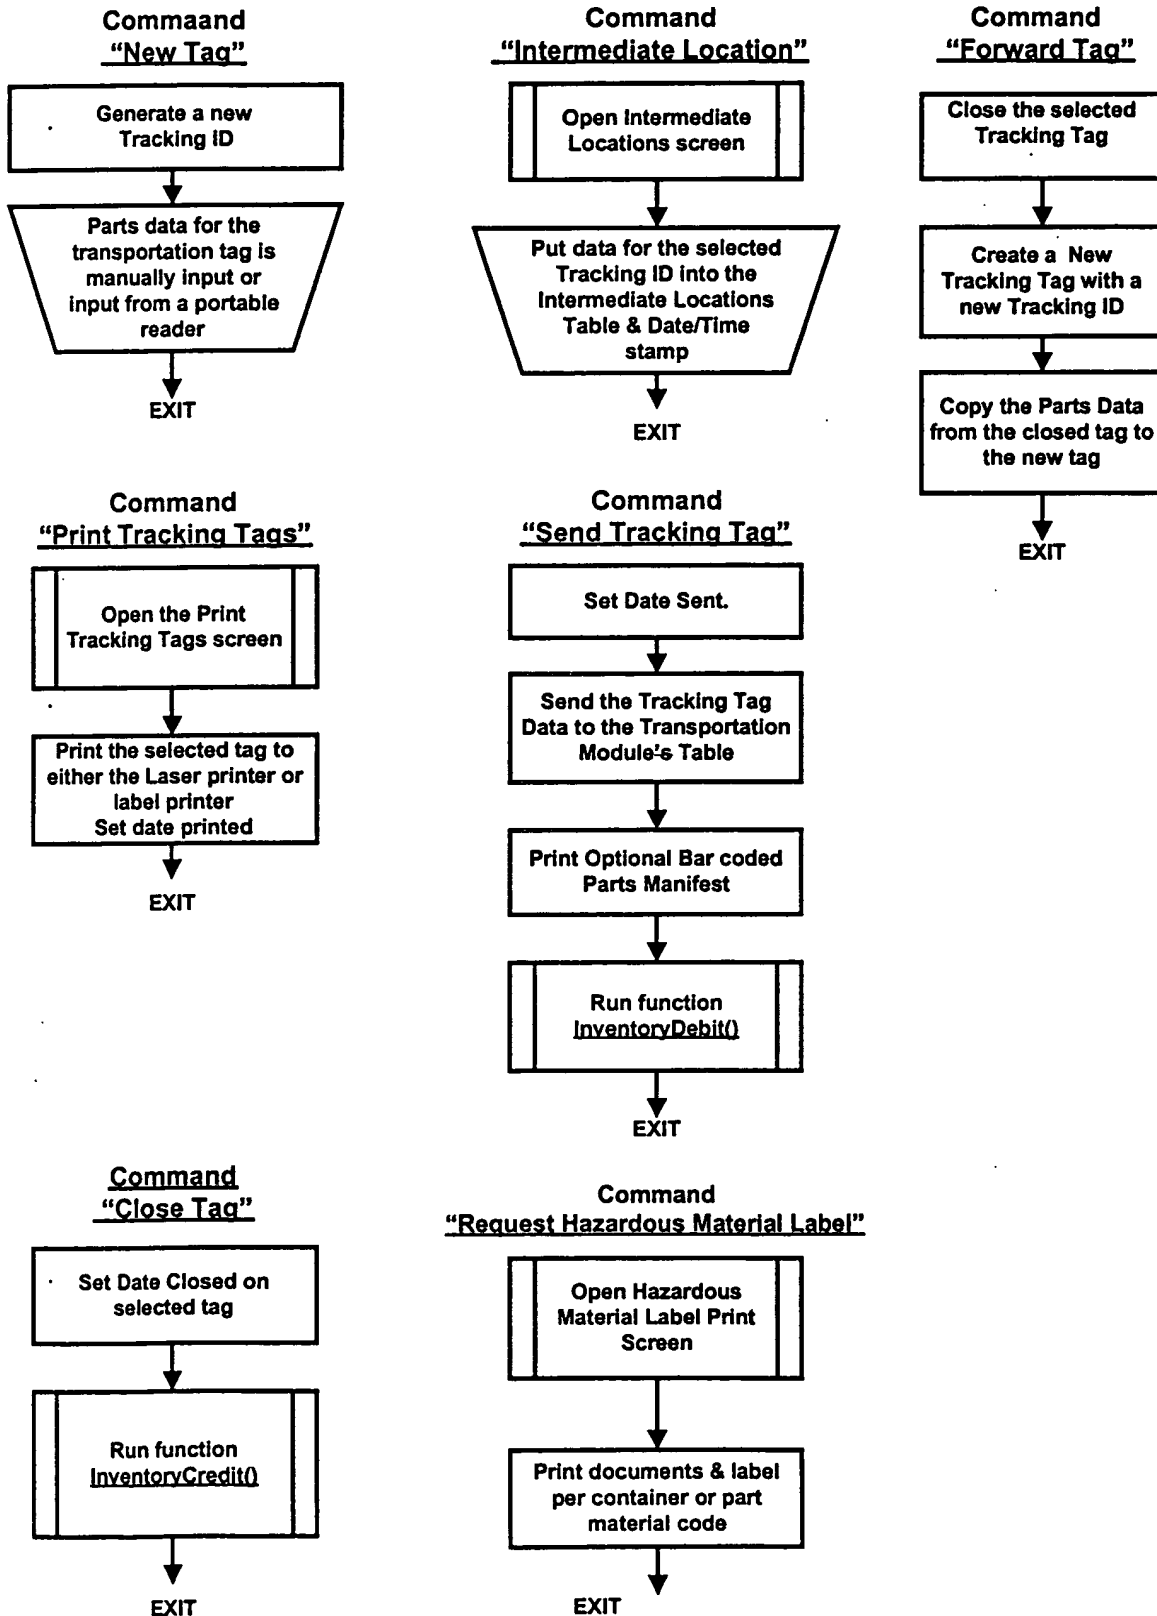 Commaand
“New Tag”
Generate a new
Tracking ID
Parts data for the
transportation tag is
manually input or
input from a portable
reader
EXIT
Command
“Intermediate Location”
Open Intermediate
Locations screen
Put data for the selected
Tracking ID into the
Intermediate Locations
Table & Date/Time
stamp
EXIT
Command
“Forward Tag”
Close the selected
Tracking Tag
Create a New
Tracking Tag with a
new Tracking ID
Copy the Parts Data
from the closed tag to
the new tag
EXIT
Command
“Print Tracking Tags”
Open the Print
Tracking Tags screen
Print the selected tag to
either the Laser printer or
label printer
Set date printed
EXIT
Command
“Send Tracking Tag”
Set Date Sent.
Send the Tracking Tag
Data to the Transportation
Module's Table
Print Optional Bar coded
Parts Manifest
Run function
InventoryDebit()
EXIT
Command
“Close Tag”
Set Date Closed on
selected tag
Run function
InventoryCredit()
EXIT
Command
“Request Hazardous Material Label”
Open Hazardous
Material Label Print
Screen
Print documents & label
per container or part
material code
EXIT